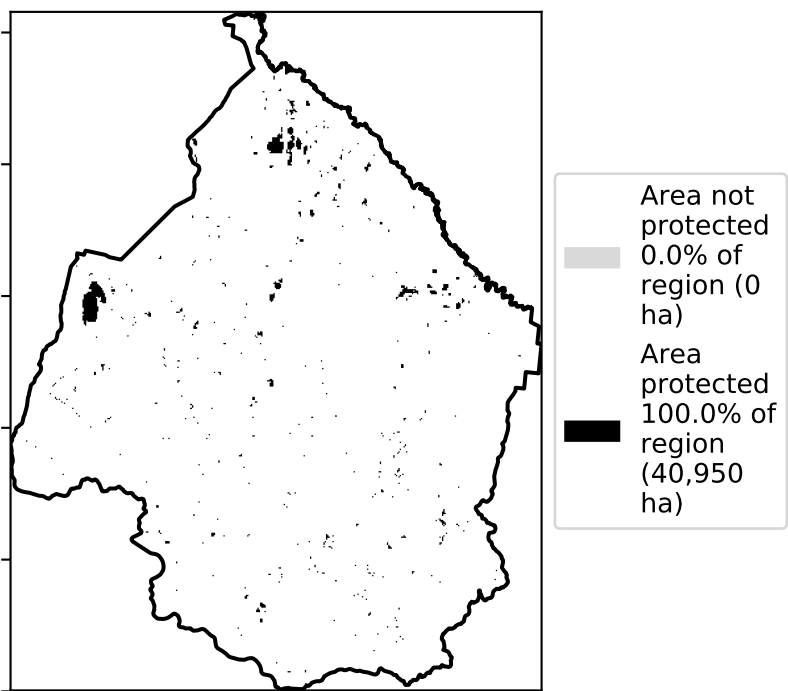 Area not
protected
0.0% of
region (0
ha)
Area
protected
100.0% of
region
(40,950
ha)